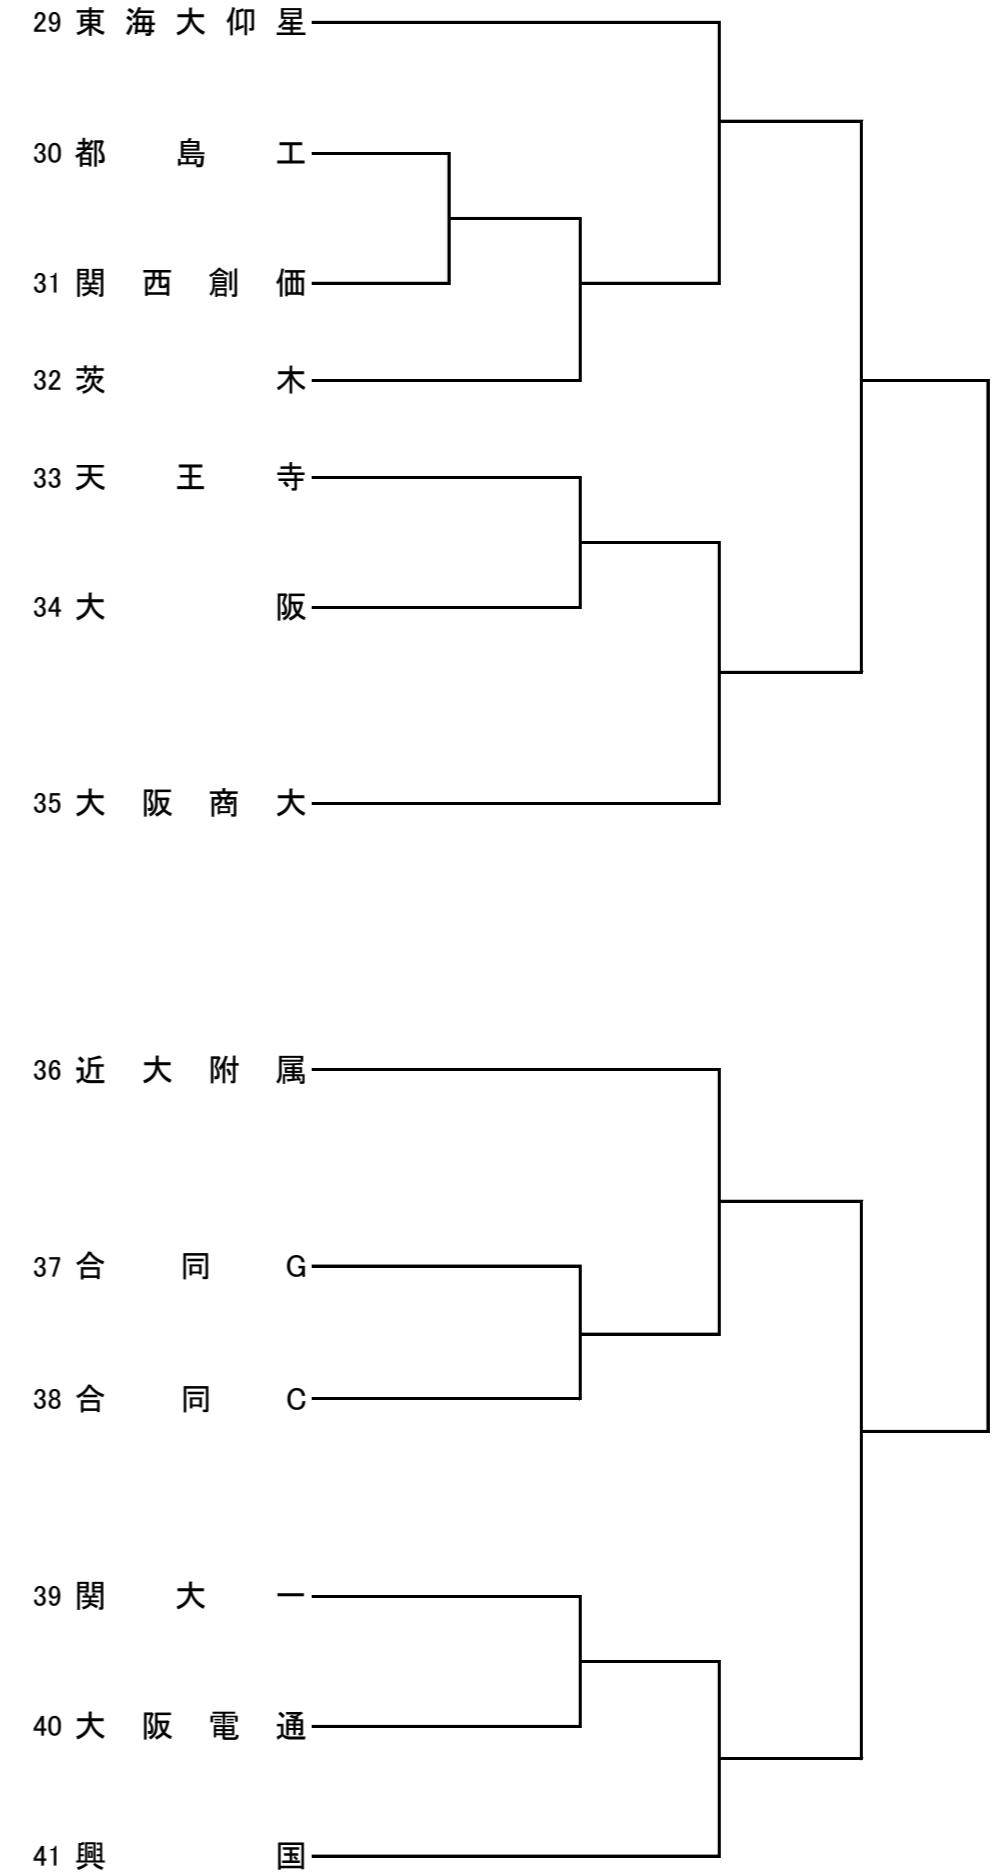 29 東海大仰星
30 都島工
31 関西創価
32 茨木
33 天王寺
34 大阪
35 大阪商大
36 近大附属
37 合同G
38 合同C
39 関大一
40 大阪電通
41 興国